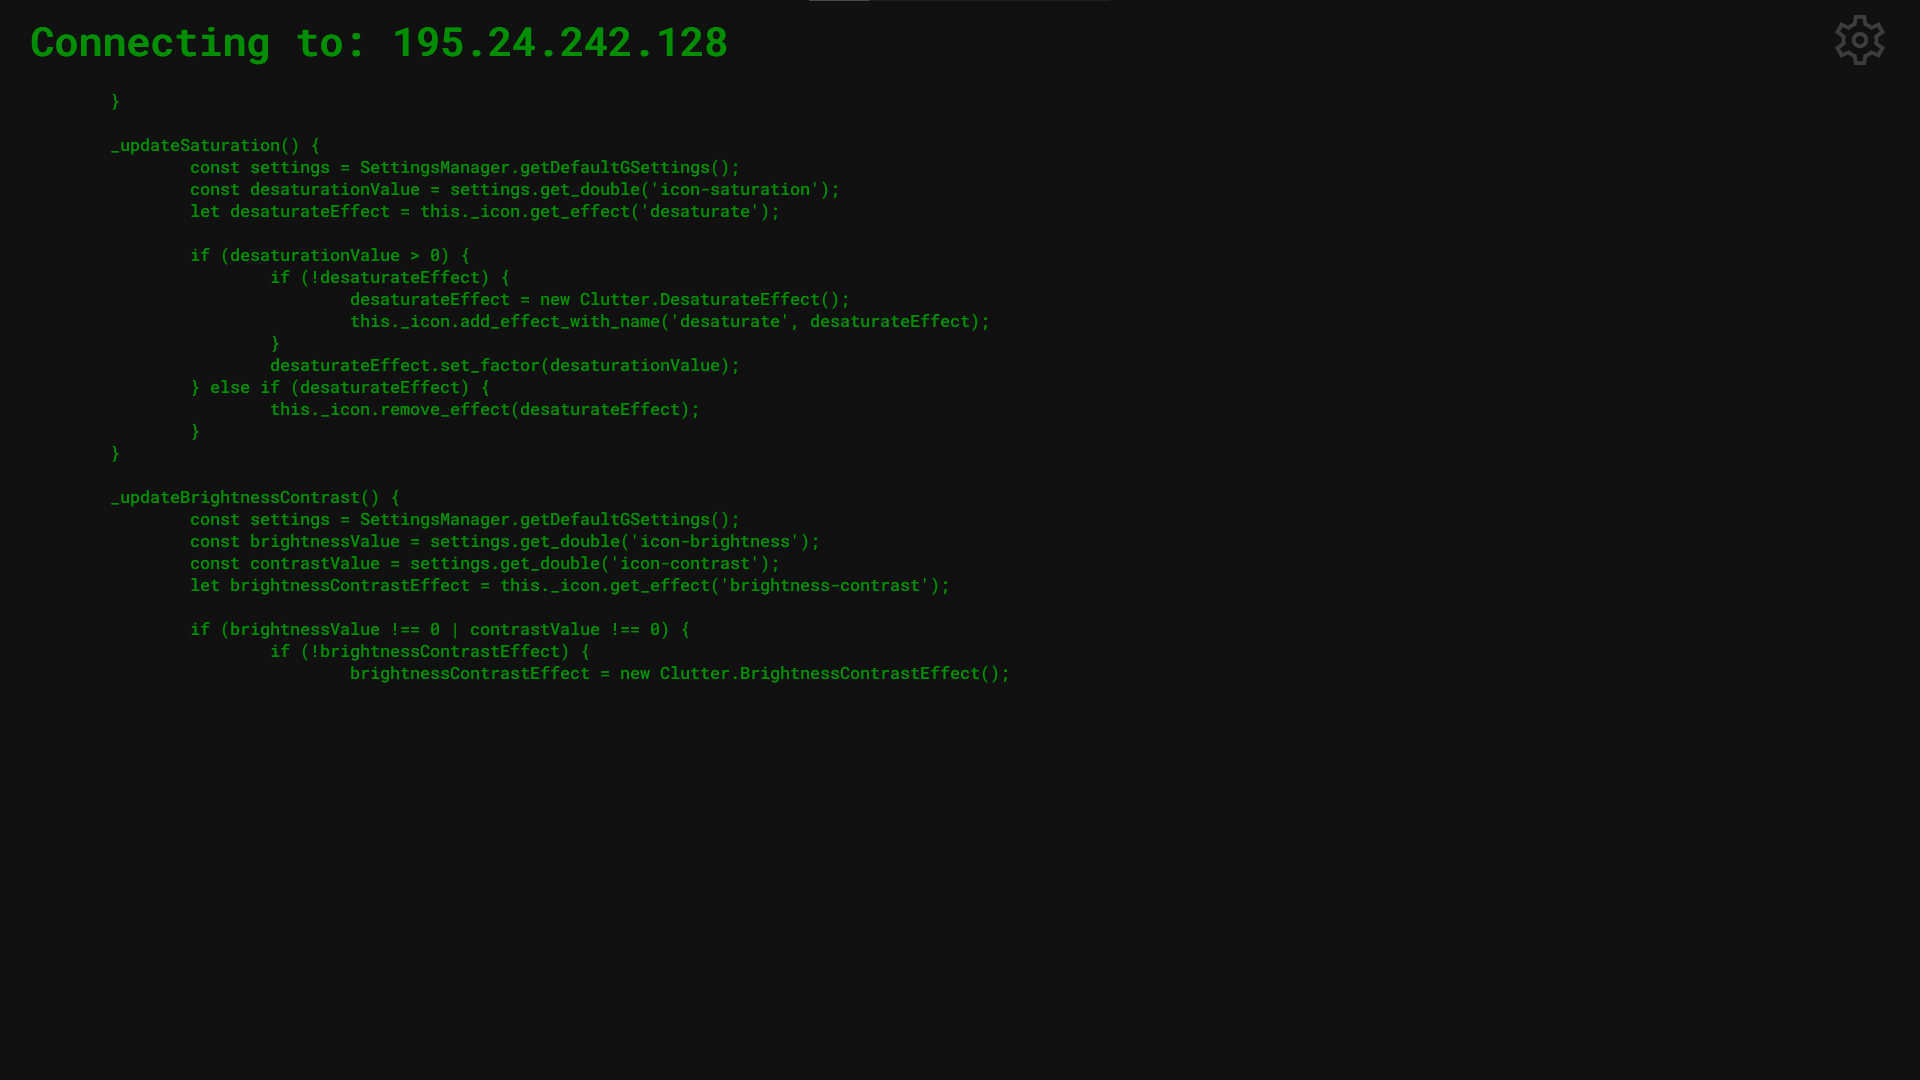 Connecting to: 195.24.242.128
}
_updateSaturation() {
const settings = SettingsManager.getDefaultGSettings();
const desaturationValue = settings.get_double('icon-saturation');
let desaturateEffect = this._icon.get_effect('desaturate');
if (desaturationValue > 0) {
if (!desaturateEffect) {
desaturateEffect = new Clutter.DesaturateEffect();
this._icon.add_effect_with_name('desaturate', desaturateEffect);
}
desaturateEffect.set_factor(desaturationValue);
} else if (desaturateEffect) {
this._icon.remove_effect(desaturateEffect);
}
}
_updateBrightnessContrast() {
const settings = SettingsManager.getDefaultGSettings();
const brightnessValue = settings.get_double('icon-brightness');
const contrastValue = settings.get_double('icon-contrast');
let brightnessContrastEffect = this._icon.get_effect('brightness-contrast');
if (brightnessValue !== 0 | contrastValue !== 0) {
if (!brightnessContrastEffect) {
brightnessContrastEffect = new Clutter.BrightnessContrastEffect();